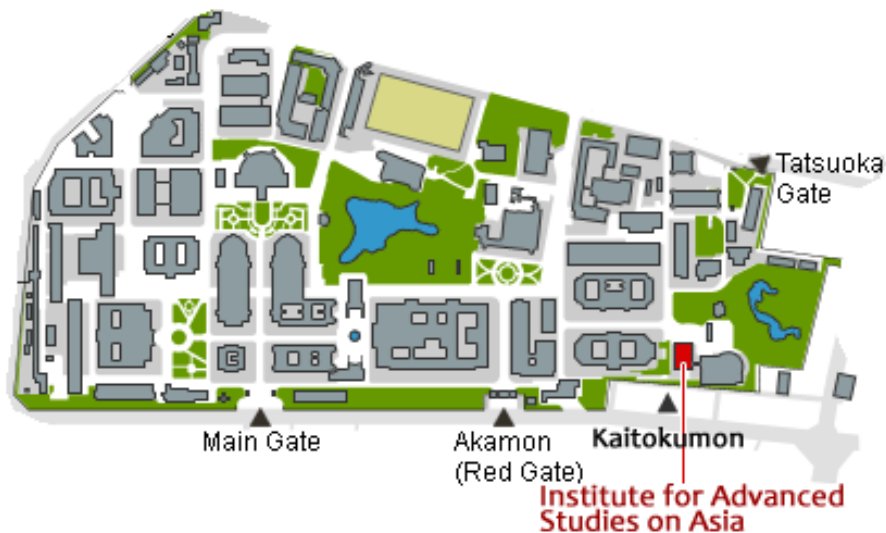 Tatsuoka
Gate
Main Gate
Akamon
(Red Gate)
Kaitokumon
Institute for Advanced
Studies on Asia